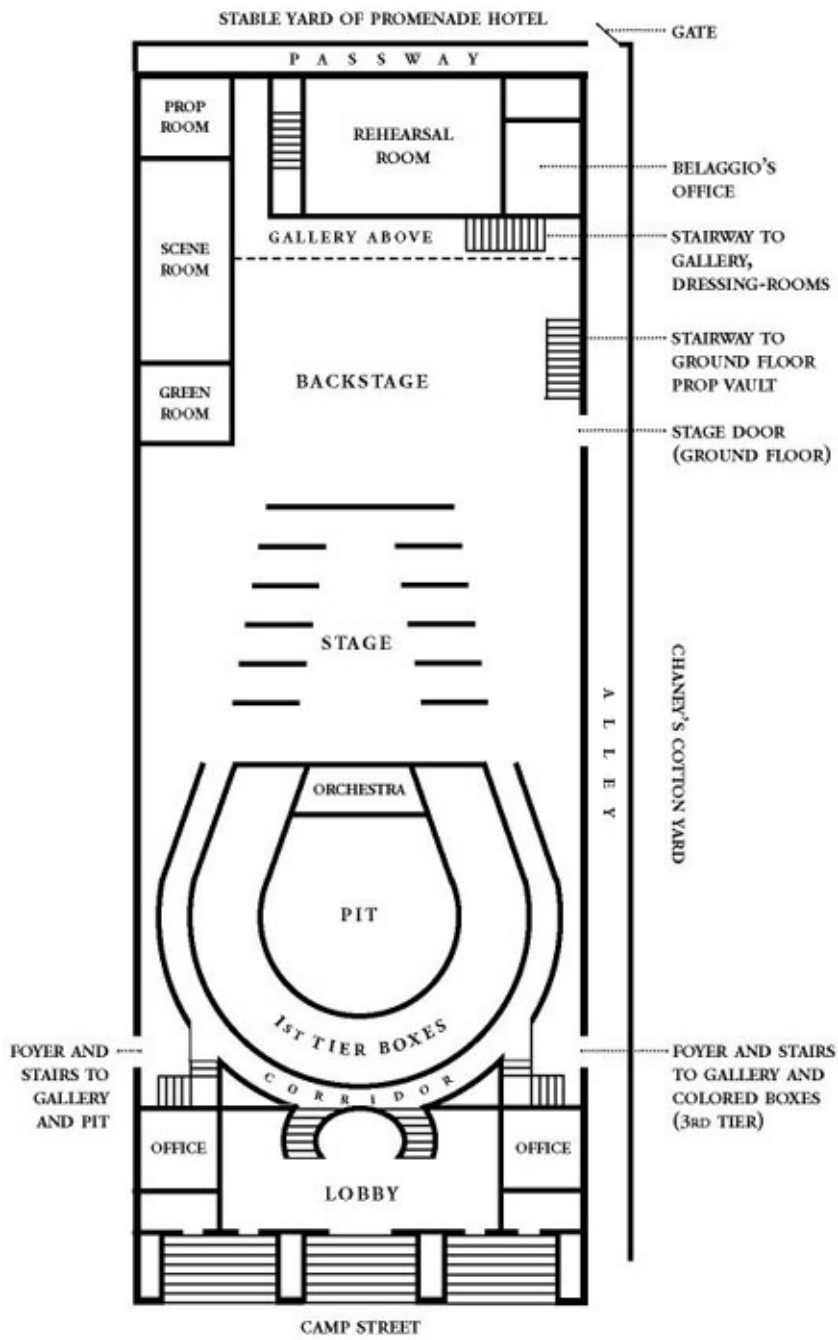 STABLE YARD OF PROMENADE HOTEL
GATE
PASSWAY
PROP
ROOM
REHEARSAL
ROOM
BELAGGIO'S
OFFICE
SCENE
ROOM
GALLERY ABOVE
STAIRWAY TO
GALLERY,
DRESSING-ROOMS
STAIRWAY TO
GROUND FLOOR
PROP VAULT
BACKSTAGE
GREEN
ROOM
STAGE DOOR
(GROUND FLOOR)
STAGE
ALLEY
CHANEY'S COTTON YARD
ORCHESTRA
PIT
1ST TIER BOXES
CORRIDOR
FOYER AND
STAIRS TO
GALLERY
AND PIT
FOYER AND STAIRS
TO GALLERY AND
COLORED BOXES
(3RD TIER)
OFFICE
OFFICE
LOBBY
CAMP STREET